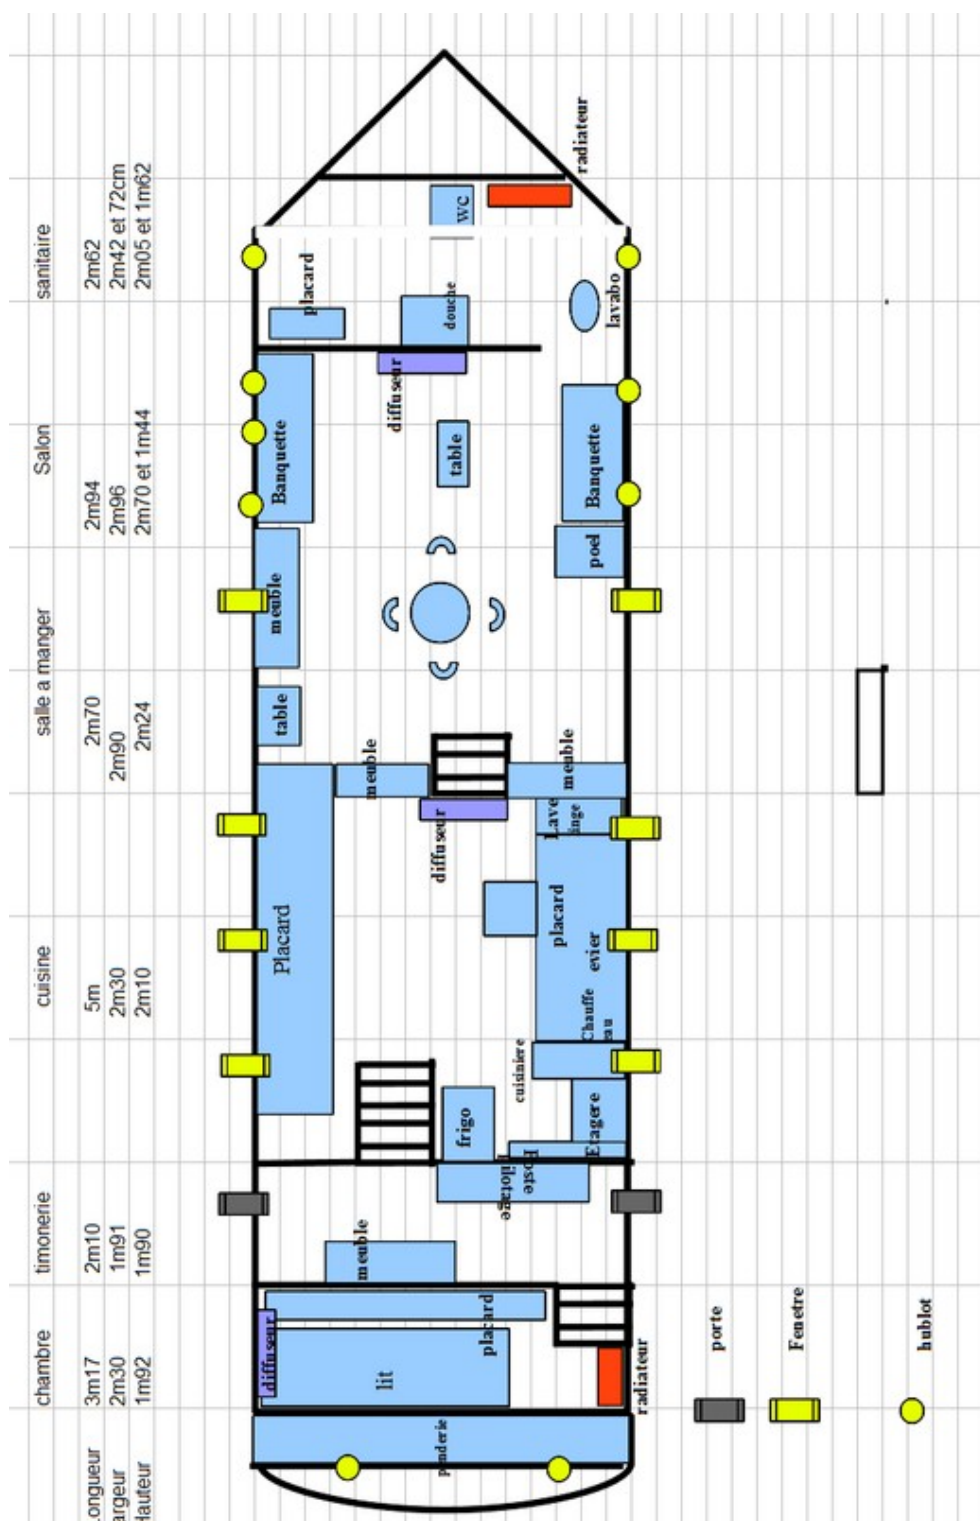 sanitaire
2m62
2m42 et 72cm
2m05 et 1m62
Salon
2m94
2m96
2m70 et 1m44
salle a manger
2m70
2m90
2m24
cuisine
5m
2m30
2m10
timonerie
2m10
1m91
1m90
chambre
3m17
2m30
1m92
ongueur
argeur
Hauteur
radiateur
wc
placard
douche
lavabo
diffuseur
Banquette
table
Banquette
poel
meuble
table
meuble
meuble
Lave
inge
diffuseur
Placard
placard
evier
Chauffe
eau
cuisiniere
frigo
Etagere
Poste
Pilotage
meuble
placard
diffuseur
lit
radiateur
penderie
porte
Fenetre
hublot